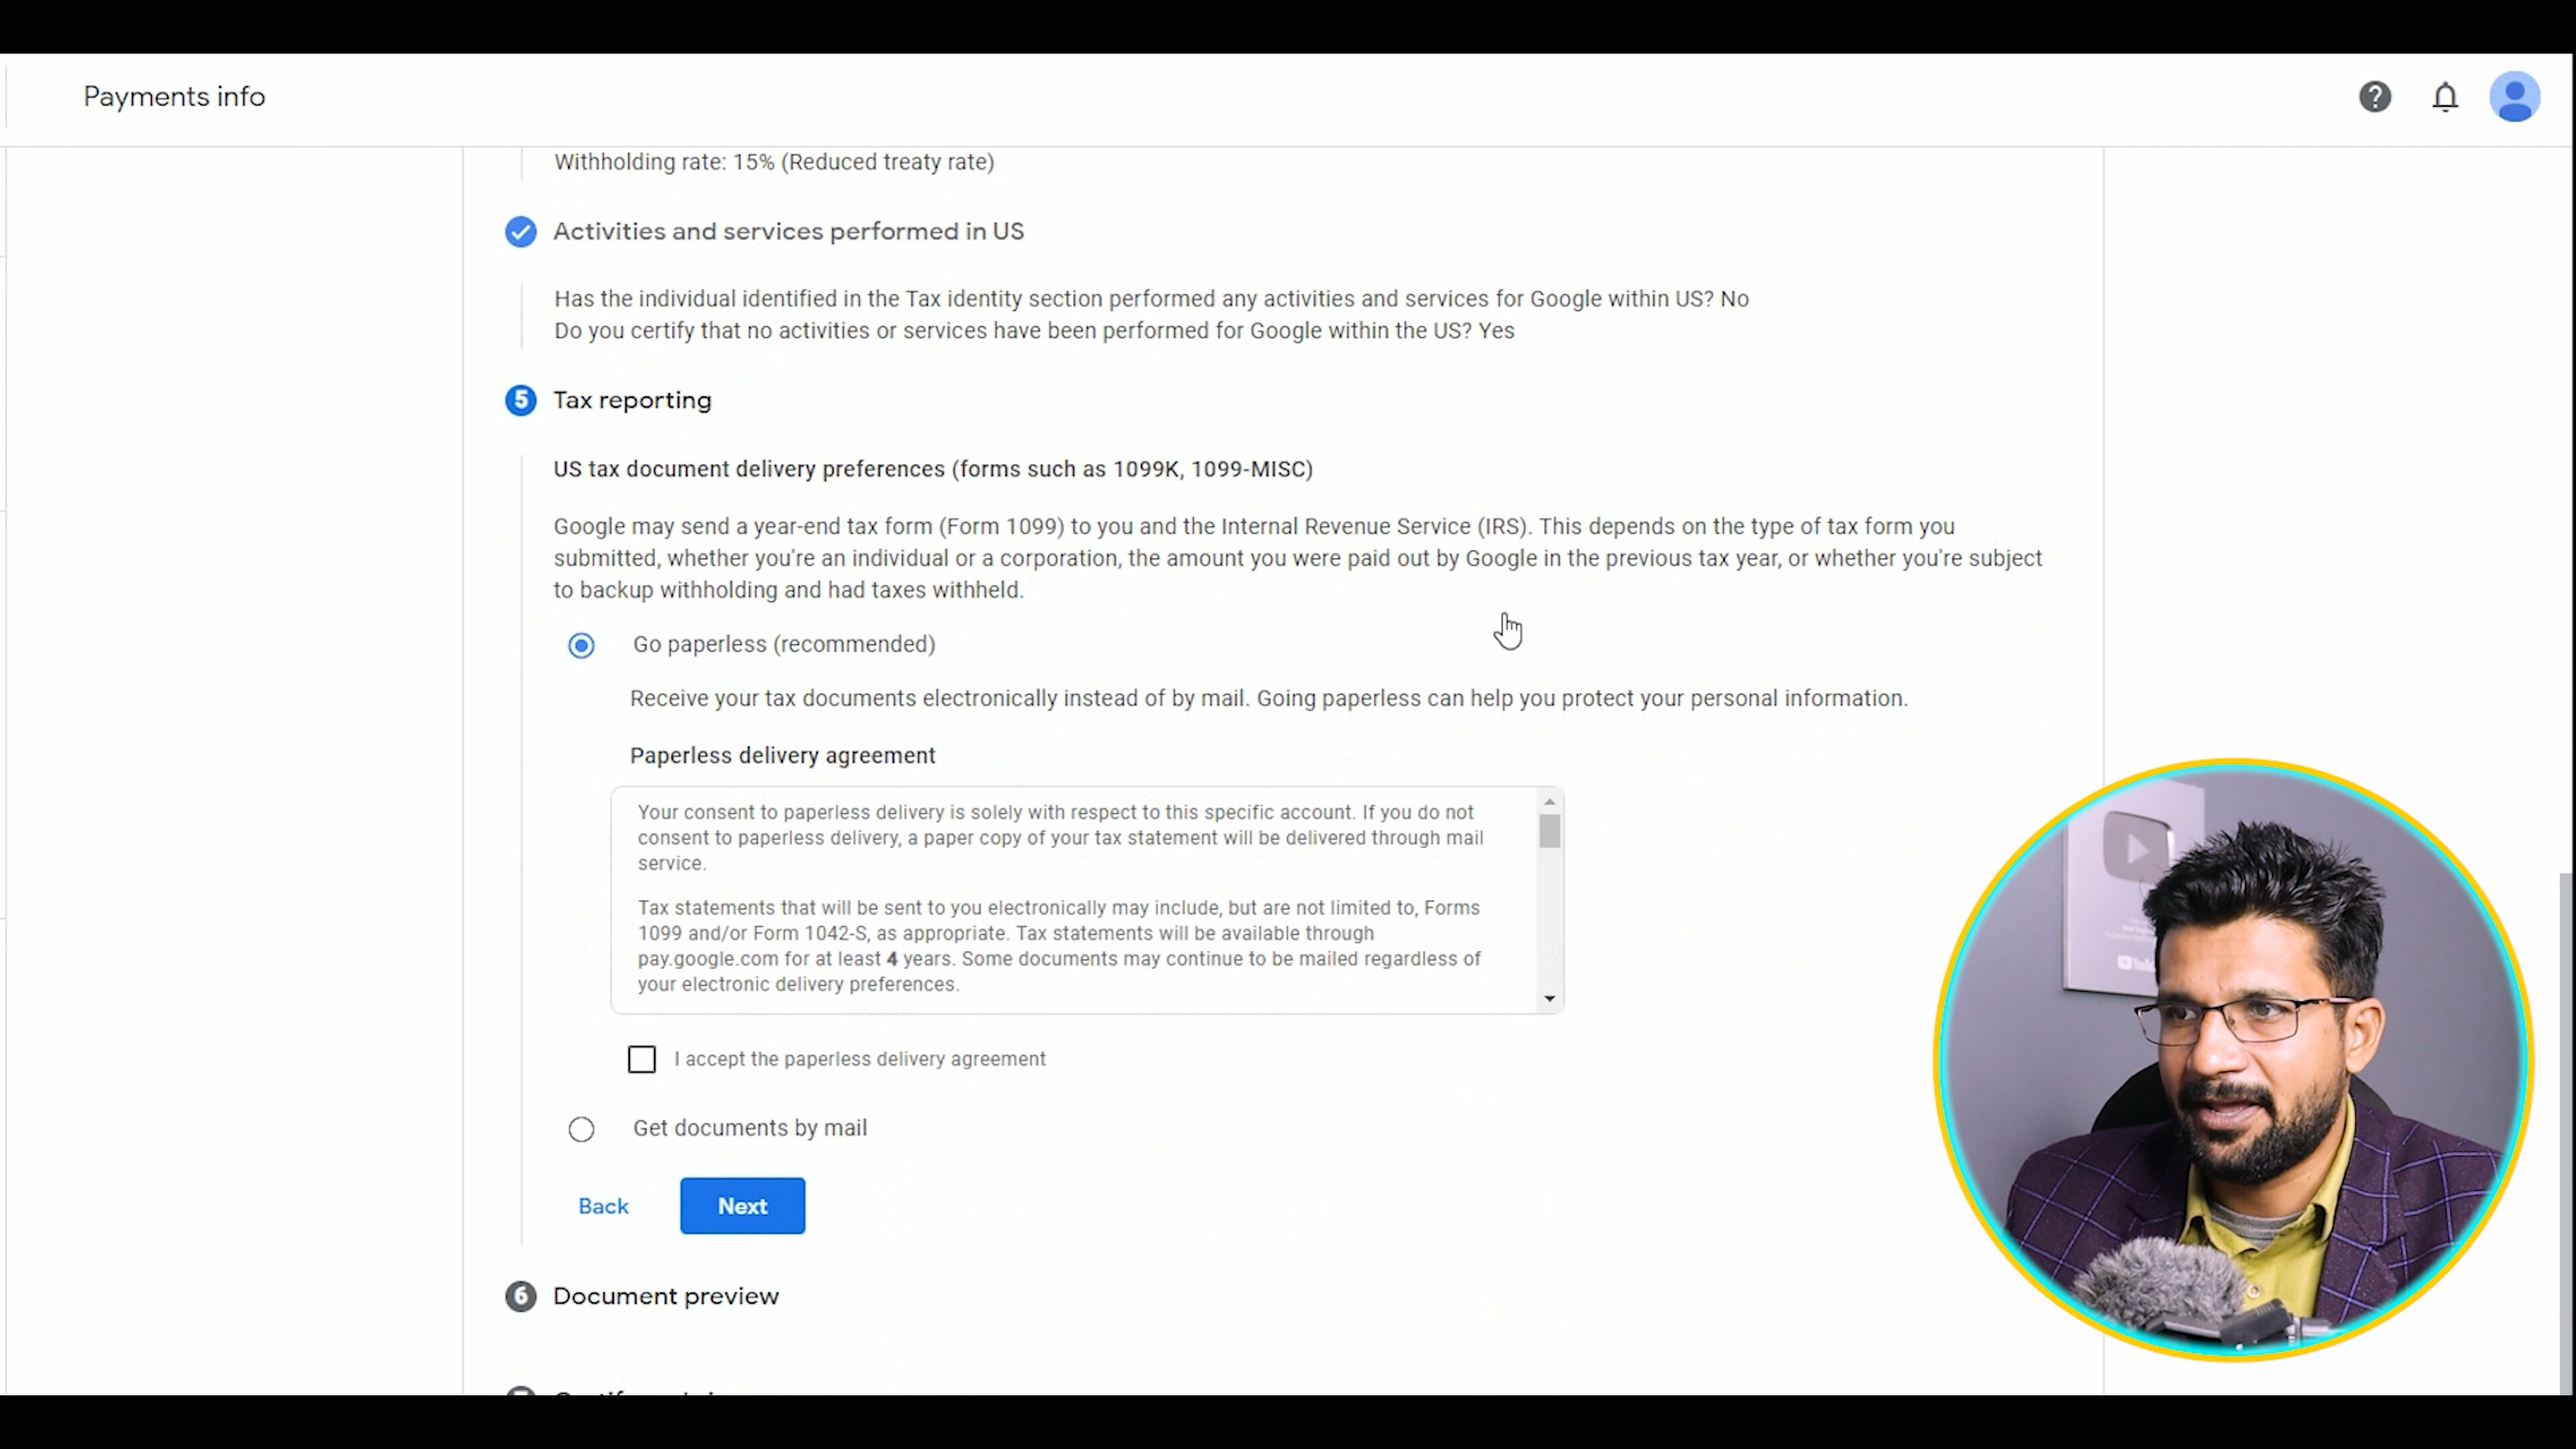 Payments info
Withholding rate: 15% (Reduced treaty rate)
Activities and services performed in US
Has the individual identified in the Tax identity section performed any activities and services for Google within US? No
Do you certify that no activities or services have been performed for Google within the US? Yes
5 Tax reporting
US tax document delivery preferences (forms such as 1099K, 1099-MISC)
Google may send a year-end tax form (Form 1099) to you and the Internal Revenue Service (IRS). This depends on the type of tax form you
submitted, whether you're an individual or a corporation, the amount you were paid out by Google in the previous tax year, or whether you're subject
to backup withholding and had taxes withheld.
Go paperless (recommended)
Receive your tax documents electronically instead of by mail. Going paperless can help you protect your personal information.
Paperless delivery agreement
Your consent to paperless delivery is solely with respect to this specific account. If you do not
consent to paperless delivery, a paper copy of your tax statement will be delivered through mail
service.
Tax statements that will be sent to you electronically may include, but are not limited to, Forms
1099 and/or Form 1042-S, as appropriate. Tax statements will be available through
pay.google.com for at least 4 years. Some documents may continue to be mailed regardless of
your electronic delivery preferences.
I accept the paperless delivery agreement
Get documents by mail
Back Next
6 Document preview